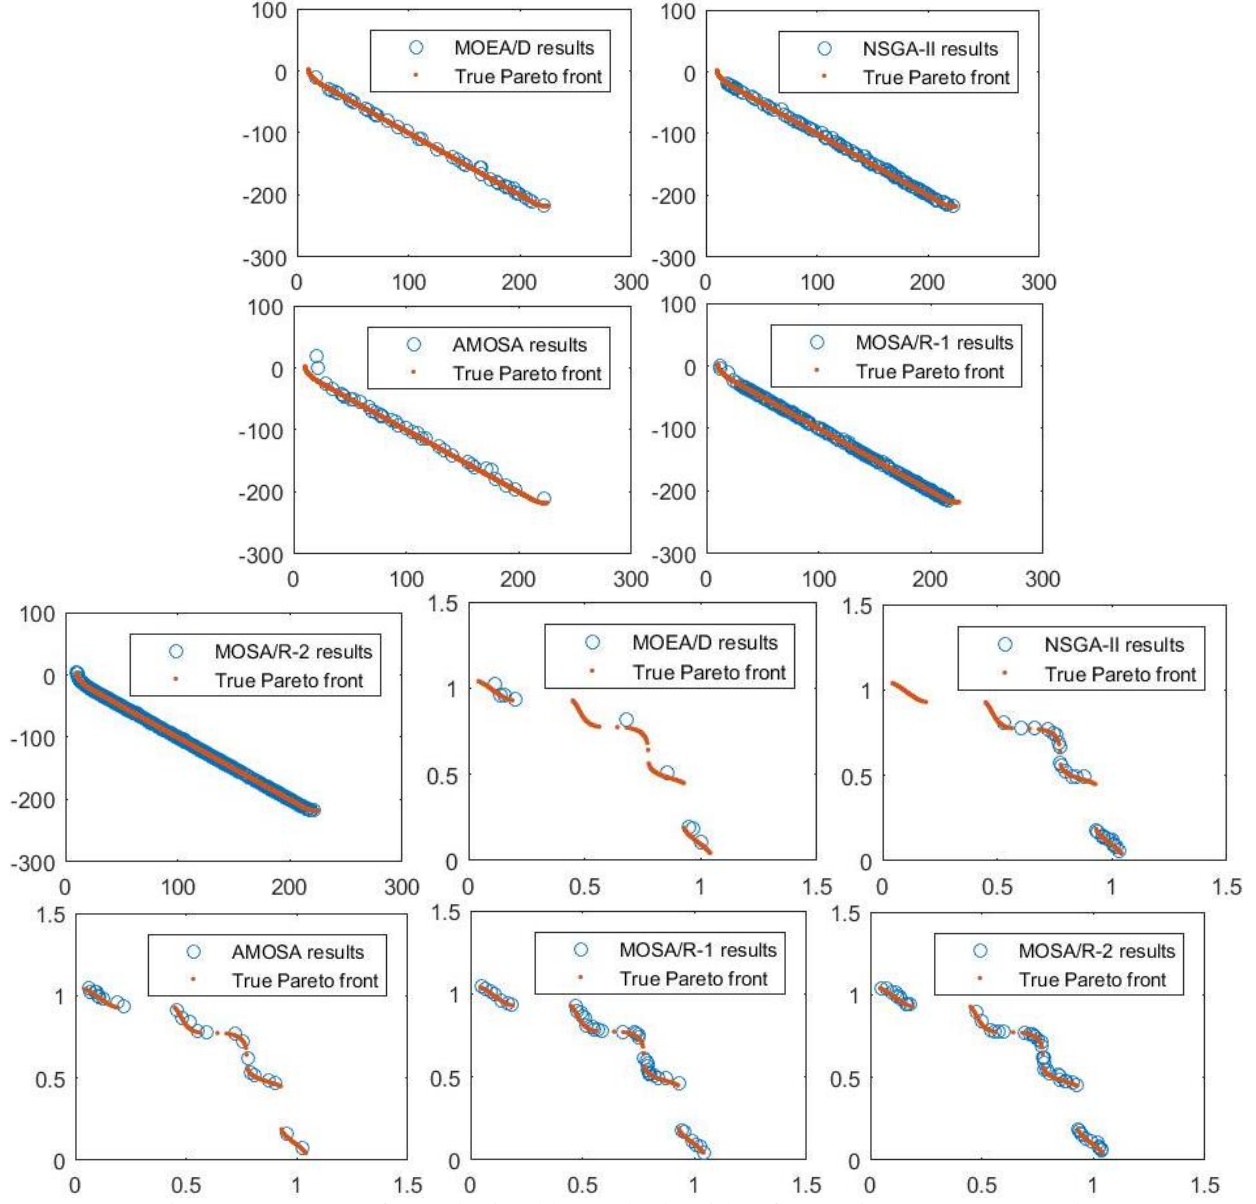 100
0
-100
-200
-300
0 100 200 300
MOEA/D results
True Pareto front
100
0
-100
-200
-300
0 100 200 300
NSGA-II results
True Pareto front
100
0
-100
-200
-300
0 100 200 300
AMOSA results
True Pareto front
100
0
-100
-200
-300
0 100 200 300
MOSA/R-1 results
True Pareto front
100
0
-100
-200
-300
0 100 200 300
MOSA/R-2 results
True Pareto front
1.5
1
0.5
0
0 0.5 1 1.5
MOEA/D results
True Pareto front
1.5
1
0.5
0
0 0.5 1 1.5
NSGA-II results
True Pareto front
1.5
1
0.5
0
0 0.5 1 1.5
AMOSA results
True Pareto front
1.5
1
0.5
0
0 0.5 1 1.5
MOSA/R-1 results
True Pareto front
1.5
1
0.5
0
0 0.5 1 1.5
MOSA/R-2 results
True Pareto front